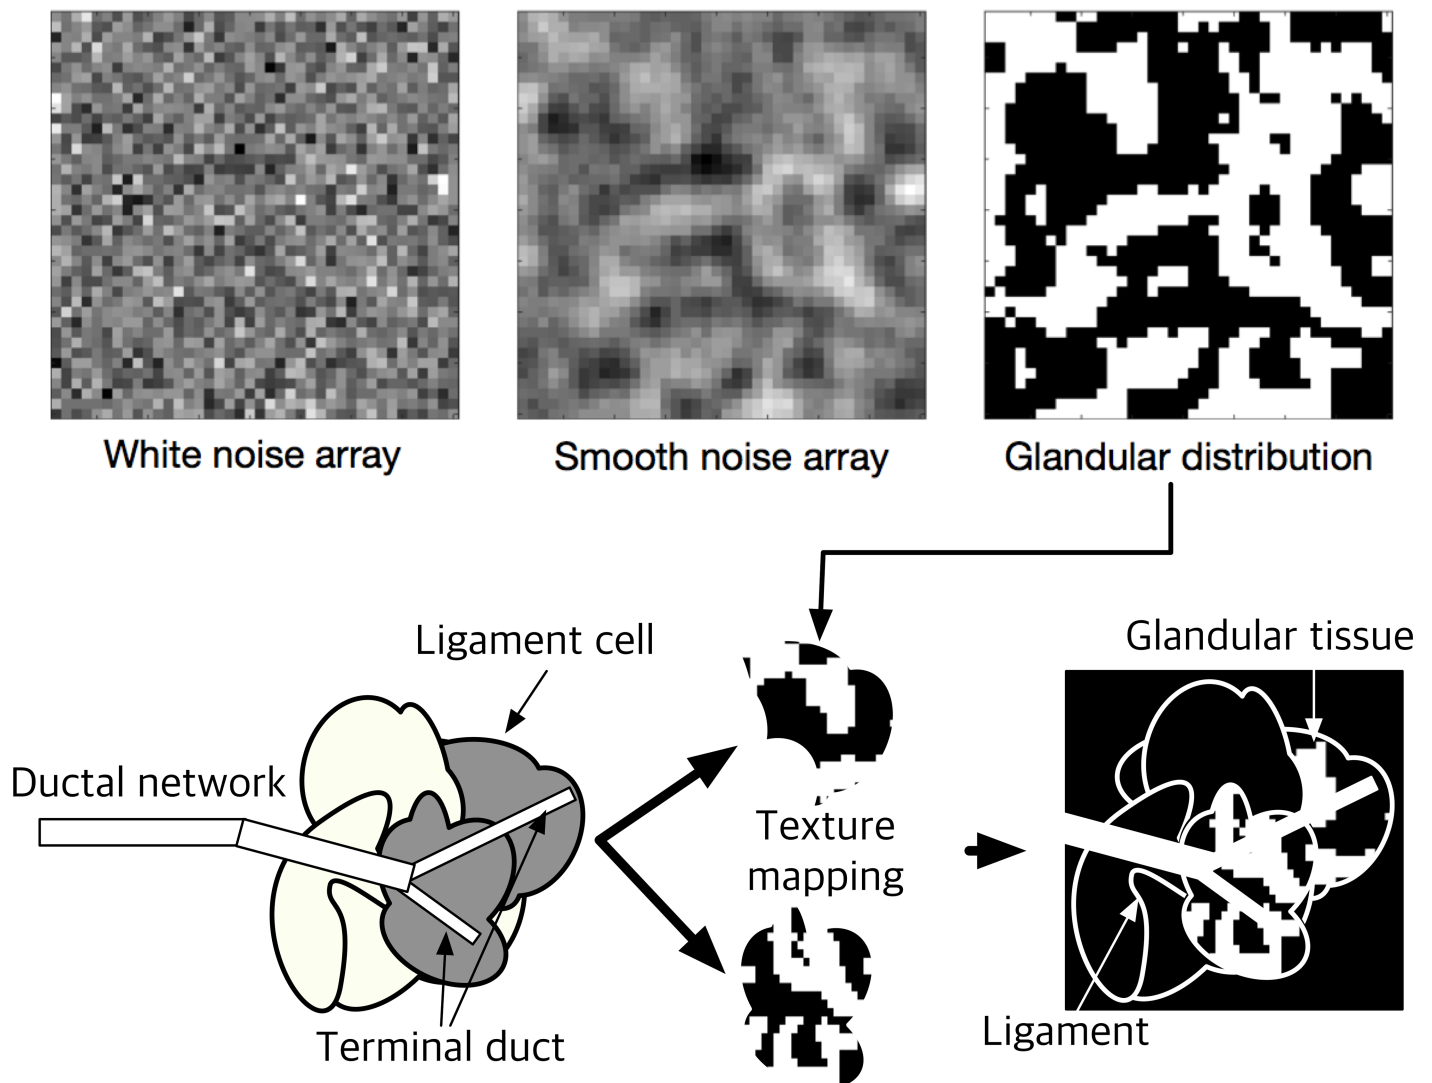 White noise array
Smooth noise array
Glandular distribution
Ligament cell
Glandular tissue
Ductal network
Texture
mapping
Terminal duct
Ligament